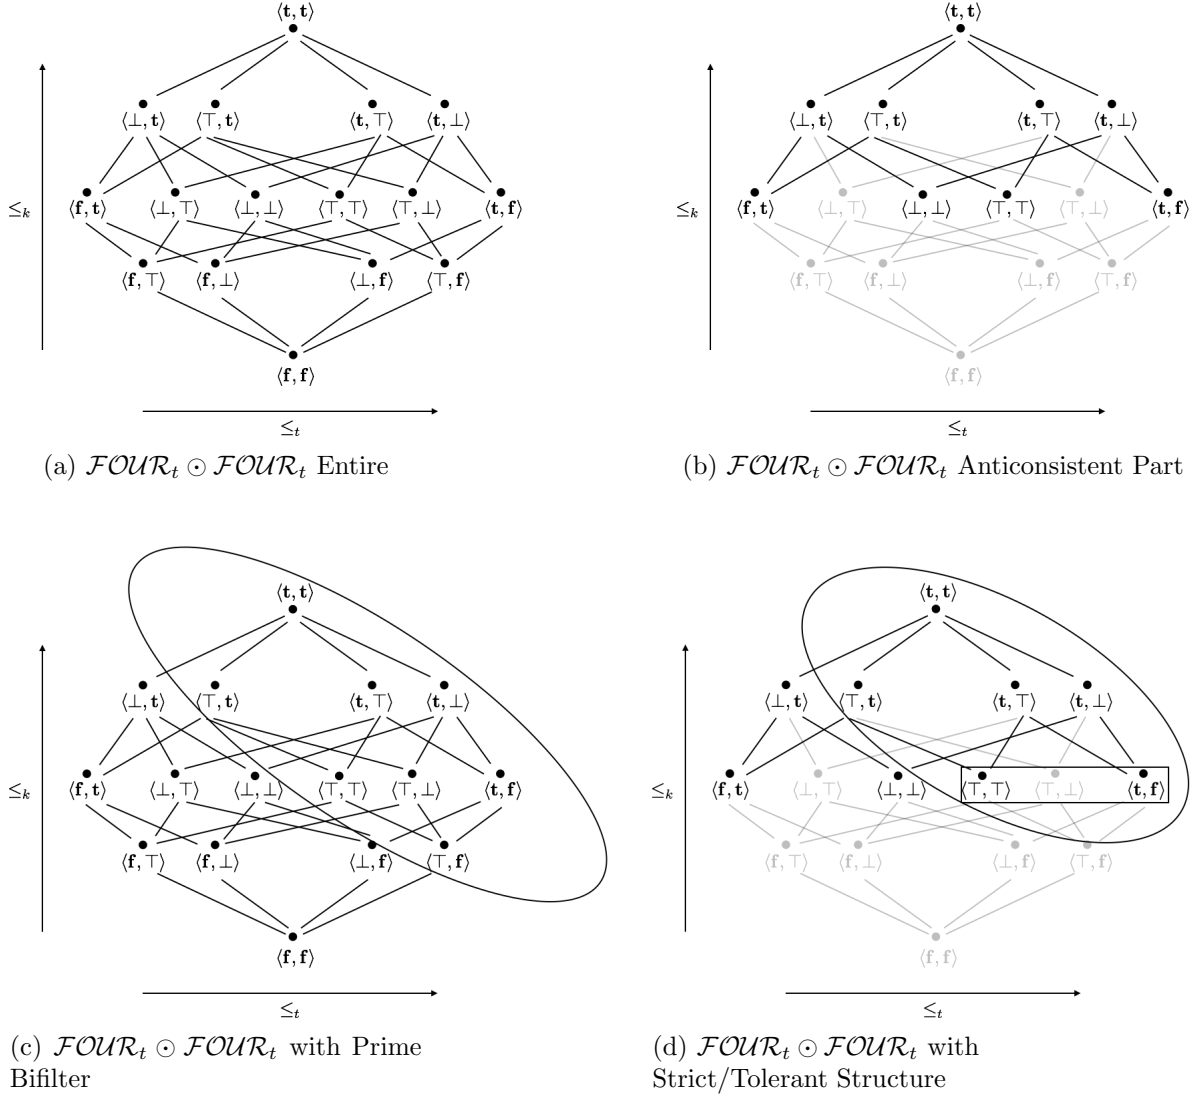 ⟨t, t⟩
⟨⊥, t⟩ ⟨⊤, t⟩ ⟨t, ⊤⟩ ⟨t, ⊥⟩
≤k ⟨f, t⟩ ⟨⊥, ⊤⟩ ⟨⊥, ⊥⟩ ⟨⊤, ⊤⟩ ⟨⊤, ⊥⟩ ⟨t, f⟩
⟨f, ⊤⟩ ⟨f, ⊥⟩ ⟨⊥, f⟩ ⟨⊤, f⟩
⟨f, f⟩
≤t
(a) FOURt ⊙ FOURt Entire
⟨t, t⟩
⟨⊥, t⟩ ⟨⊤, t⟩ ⟨t, ⊤⟩ ⟨t, ⊥⟩
≤k ⟨f, t⟩ ⟨⊥, ⊤⟩ ⟨⊥, ⊥⟩ ⟨⊤, ⊤⟩ ⟨⊤, ⊥⟩ ⟨t, f⟩
⟨f, ⊤⟩ ⟨f, ⊥⟩ ⟨⊥, f⟩ ⟨⊤, f⟩
⟨f, f⟩
≤t
(b) FOURt ⊙ FOURt Anticonsistent Part
⟨t, t⟩
⟨⊥, t⟩ ⟨⊤, t⟩ ⟨t, ⊤⟩ ⟨t, ⊥⟩
≤k ⟨f, t⟩ ⟨⊥, ⊤⟩ ⟨⊥, ⊥⟩ ⟨⊤, ⊤⟩ ⟨⊤, ⊥⟩ ⟨t, f⟩
⟨f, ⊤⟩ ⟨f, ⊥⟩ ⟨⊥, f⟩ ⟨⊤, f⟩
⟨f, f⟩
≤t
(c) FOURt ⊙ FOURt with Prime
Bifilter
⟨t, t⟩
⟨⊥, t⟩ ⟨⊤, t⟩ ⟨t, ⊤⟩ ⟨t, ⊥⟩
≤k ⟨f, t⟩ ⟨⊥, ⊤⟩ ⟨⊥, ⊥⟩ ⟨⊤, ⊤⟩ ⟨⊤, ⊥⟩ ⟨t, f⟩
⟨f, ⊤⟩ ⟨f, ⊥⟩ ⟨⊥, f⟩ ⟨⊤, f⟩
⟨f, f⟩
≤t
(d) FOURt ⊙ FOURt with
Strict/Tolerant Structure